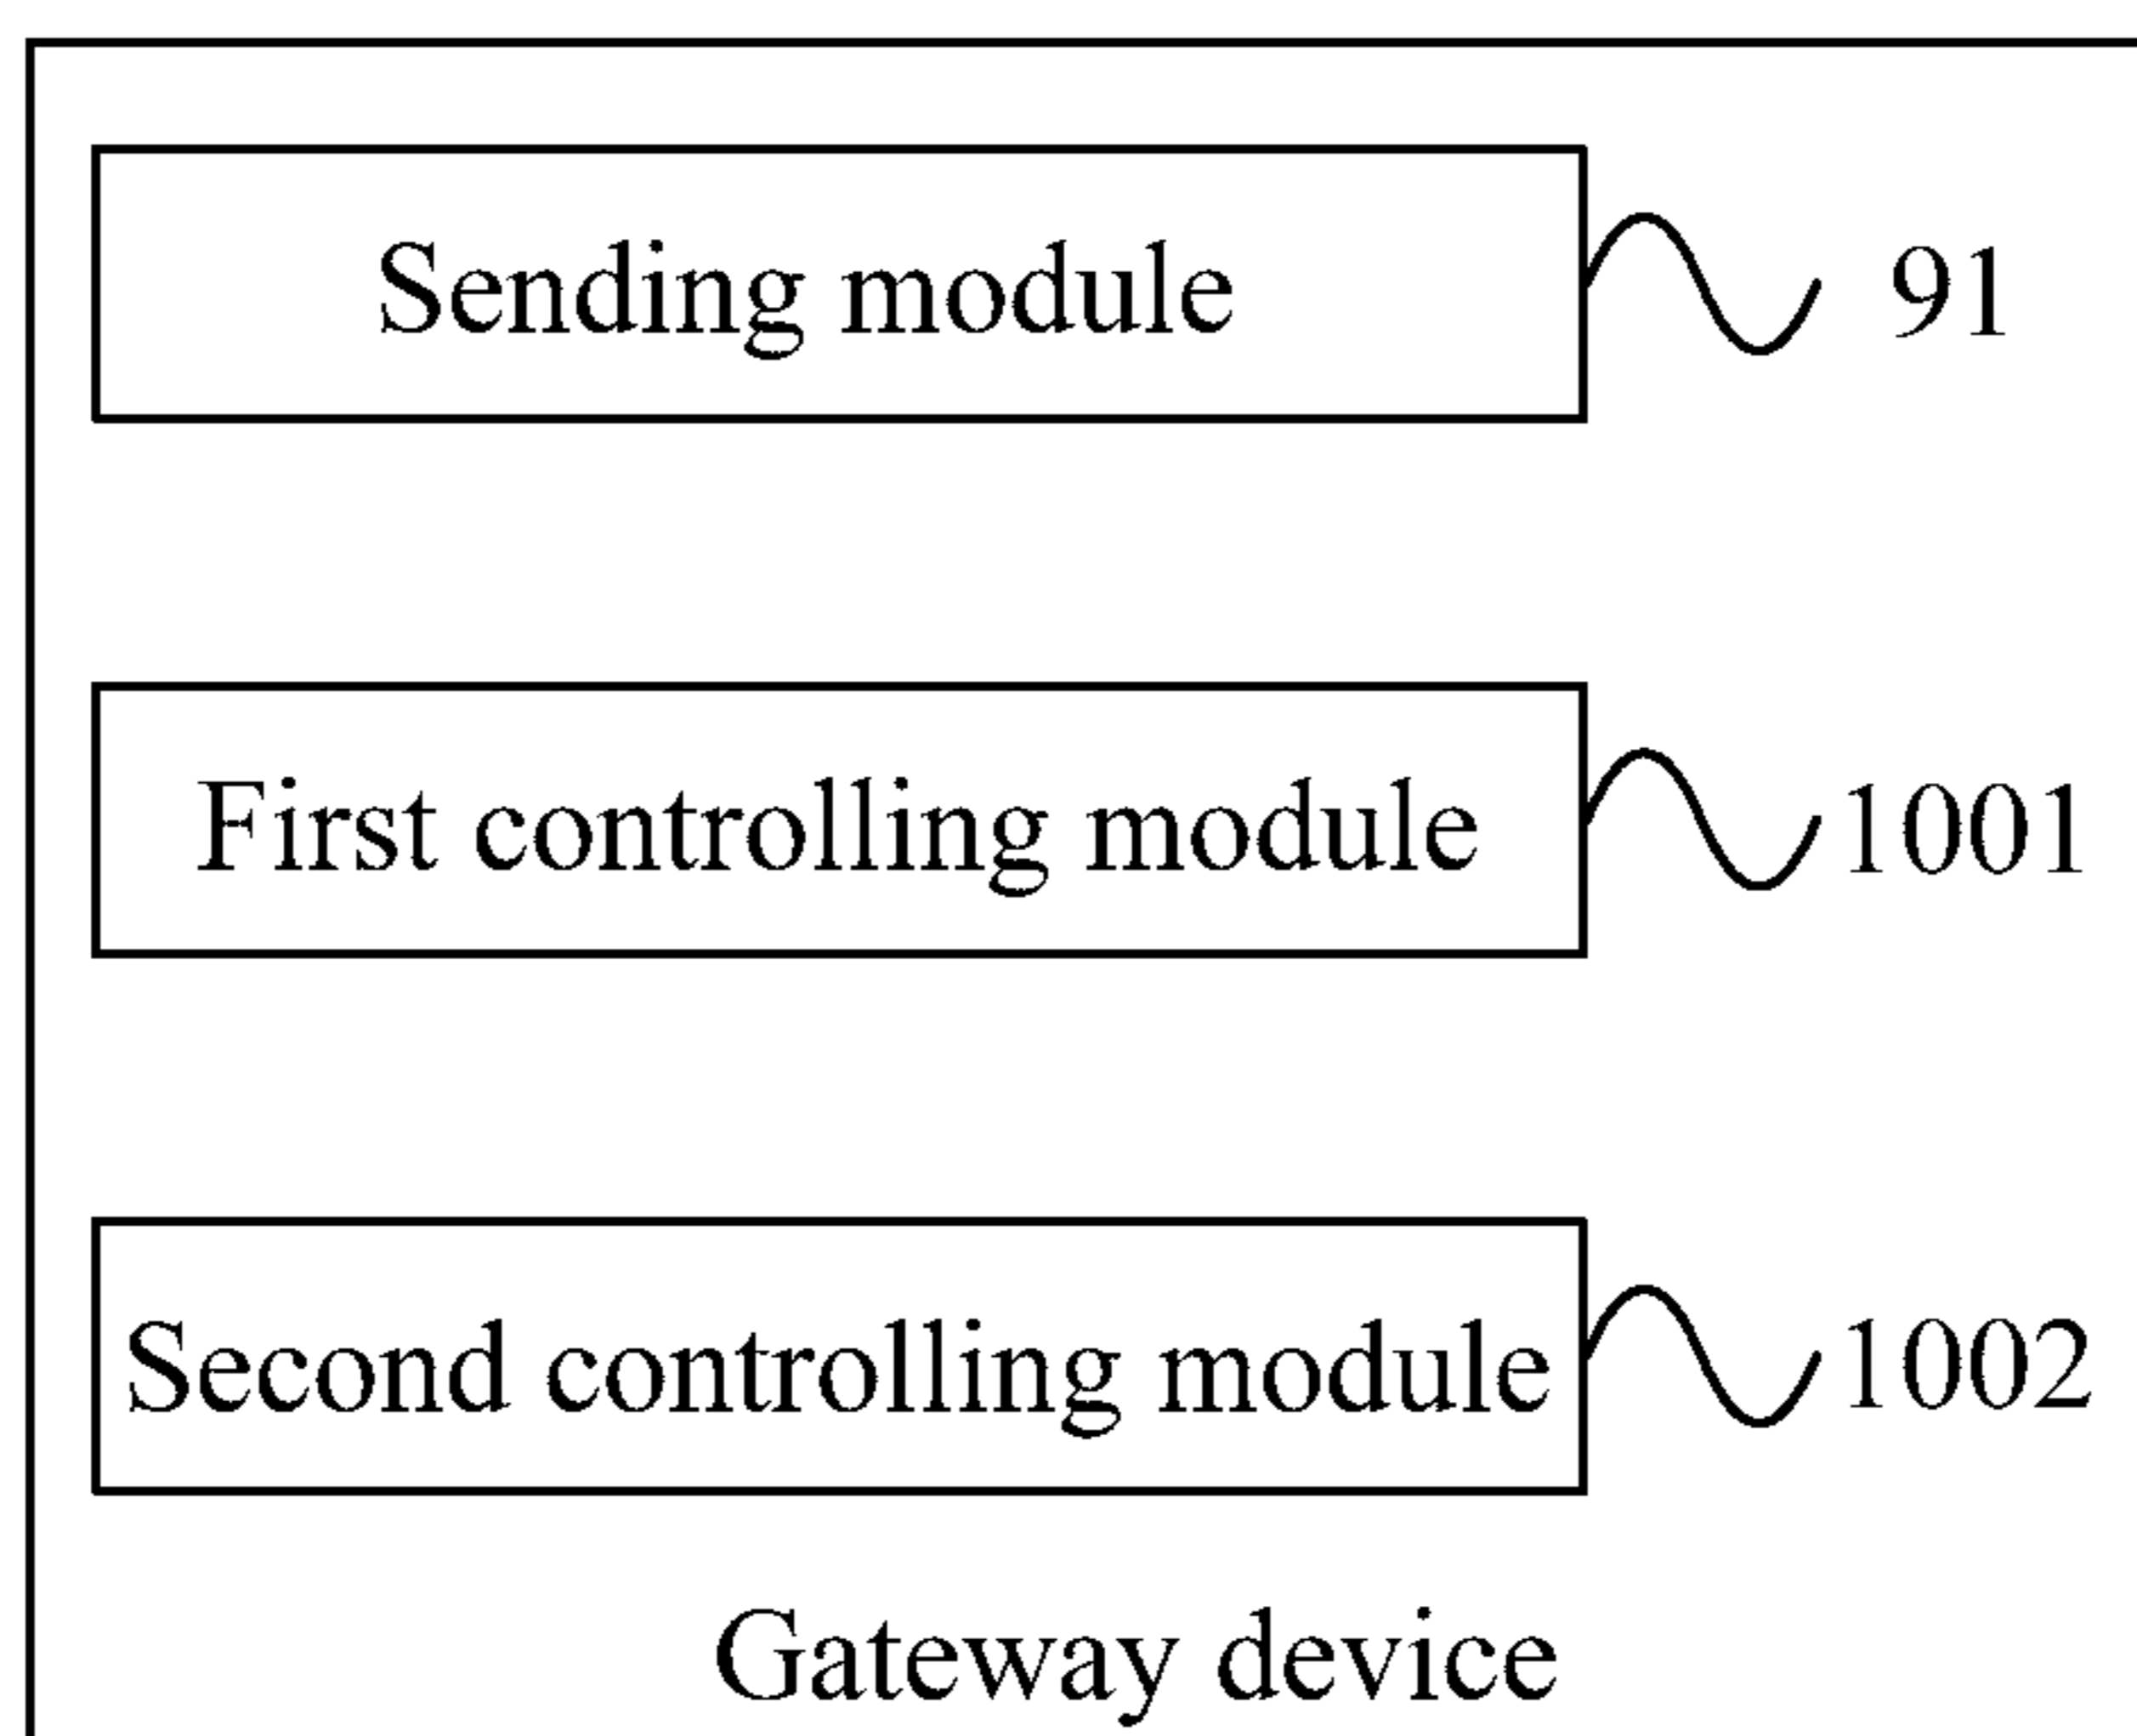 Sending module 91
First controlling module 1001
Second controlling module 1002
Gateway device